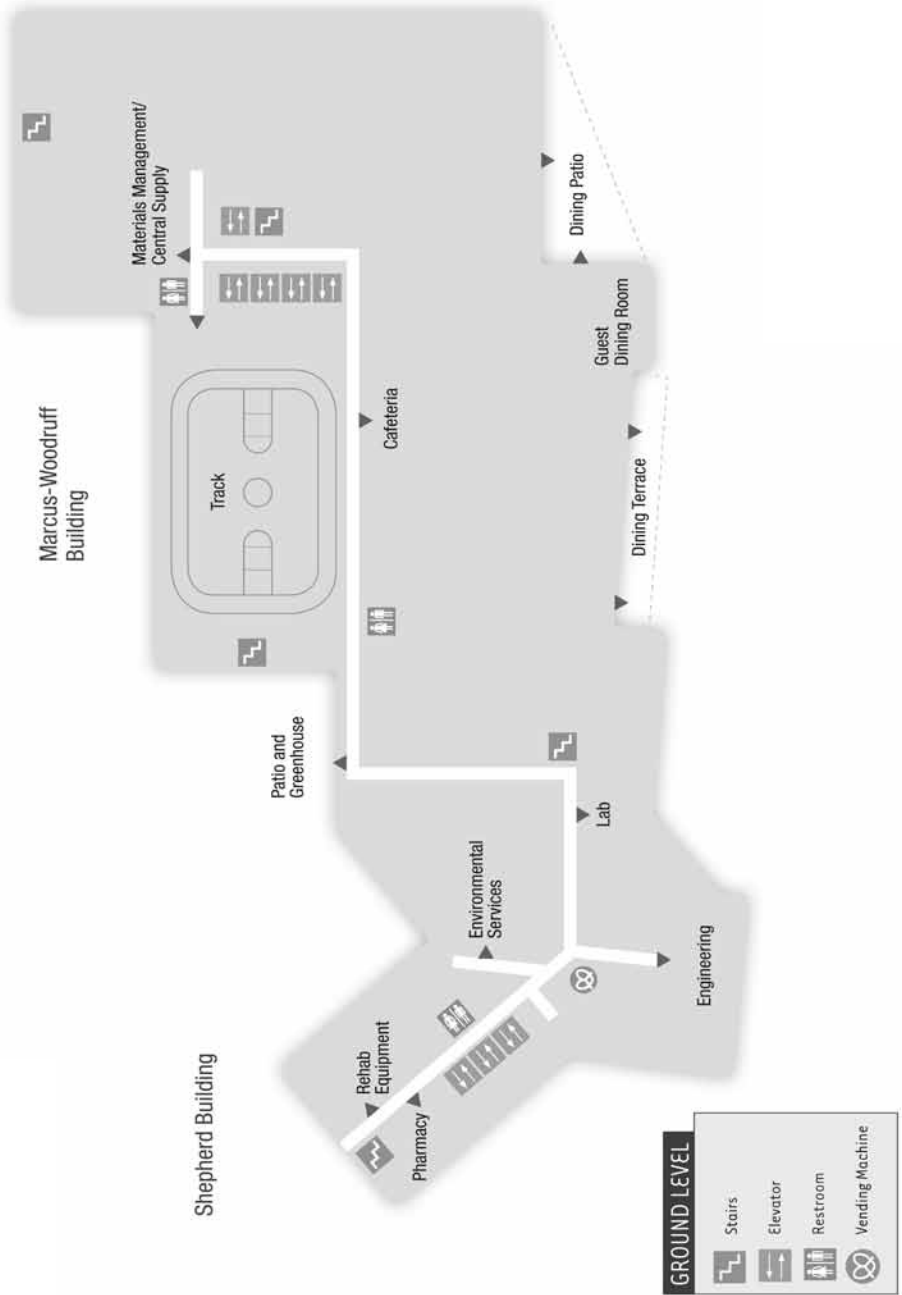 Marcus-Woodruff
Building
Shepherd Building
Materials Management/
Central Supply
Track
Cafeteria
Dining Patio
Guest
Dining Room
Dining Terrace
Patio and
Greenhouse
Lab
Environmental
Services
Engineering
Rehab
Equipment
Pharmacy
GROUND LEVEL
Stairs
Elevator
Restroom
Vending Machine